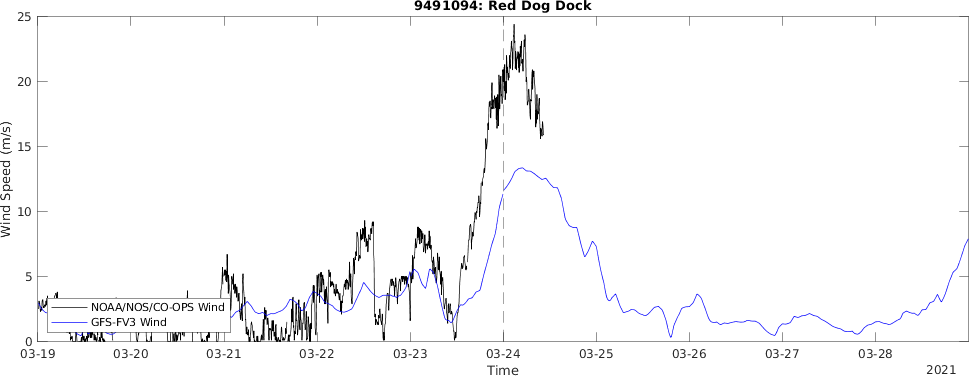 9491094: Red Dog Dock
25
20
15
10
5
0
Wind Speed (m/s)
NOAA/NOS/CO-OPS Wind
GFS-FV3 Wind
03-19 03-20 03-21 03-22 03-23 03-24 03-25 03-26 03-27 03-28
Time
2021